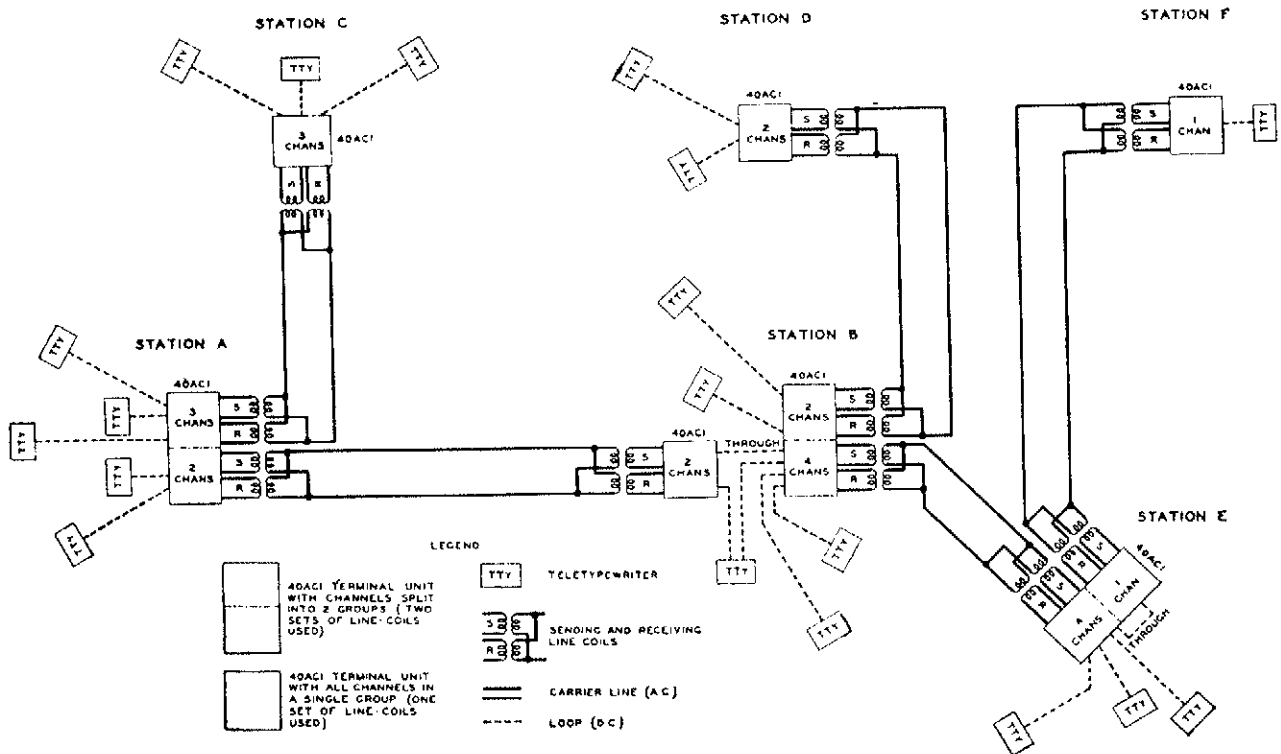 STATION C
TTY
TTY
TTY
3
CHANS
40AC1
S
R
STATION D
TTY
40AC1
2
CHANS
S
R
TTY
STATION F
40AC1
S
R
1
CHAN
TTY
STATION A
TTY
40AC1
3
CHANS
S
R
TTY
TTY
2
CHANS
S
R
TTY
TTY
STATION B
TTY
TTY
40AC1
2
CHANS
S
R
40AC1
S
R
2
CHANS
THROUGH
4
CHANS
S
R
TTY
TTY
TTY
STATION E
40AC1
S
R
S
R
1
CHAN
4
CHANS
THROUGH
TTY
TTY
TTY
LEGEND
40AC1 TERMINAL UNIT
WITH CHANNELS SPLIT
INTO 2 GROUPS (TWO
SETS OF LINE-COILS
USED)
40AC1 TERMINAL UNIT
WITH ALL CHANNELS IN
A SINGLE GROUP (ONE
SET OF LINE-COILS
USED)
TTY
TELETYPEWRITER
S
R
SENDING AND RECEIVING
LINE COILS
CARRIER LINE (AC)
LOOP (DC)